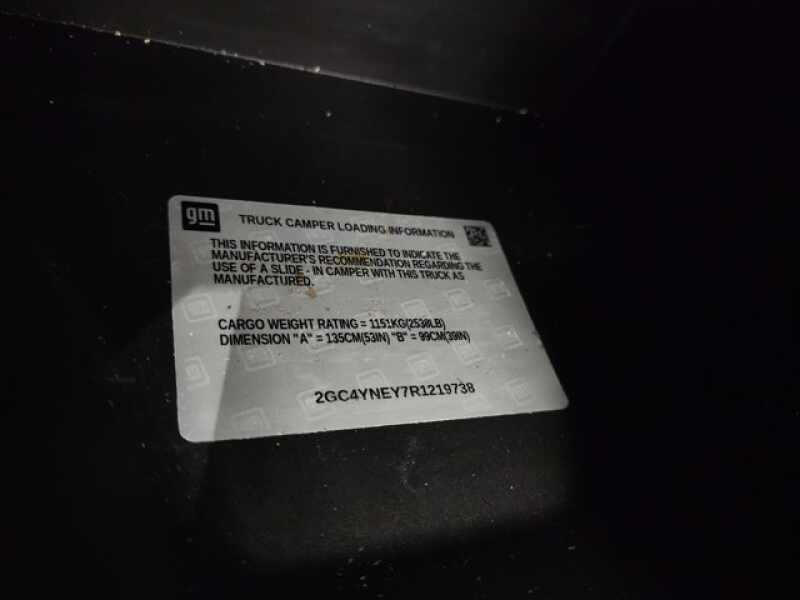 gm
TRUCK CAMPER LOADING INFORMATION
THIS INFORMATION IS FURNISHED TO INDICATE THE
MANUFACTURER'S RECOMMENDATION REGARDING THE
USE OF A SLIDE - IN CAMPER WITH THIS TRUCK AS
MANUFACTURED.
CARGO WEIGHT RATING = 1151KG(2538LB)
DIMENSION "A" = 135CM(53IN) "B" = 99CM(39IN)
2GC4YNEY7R1219738